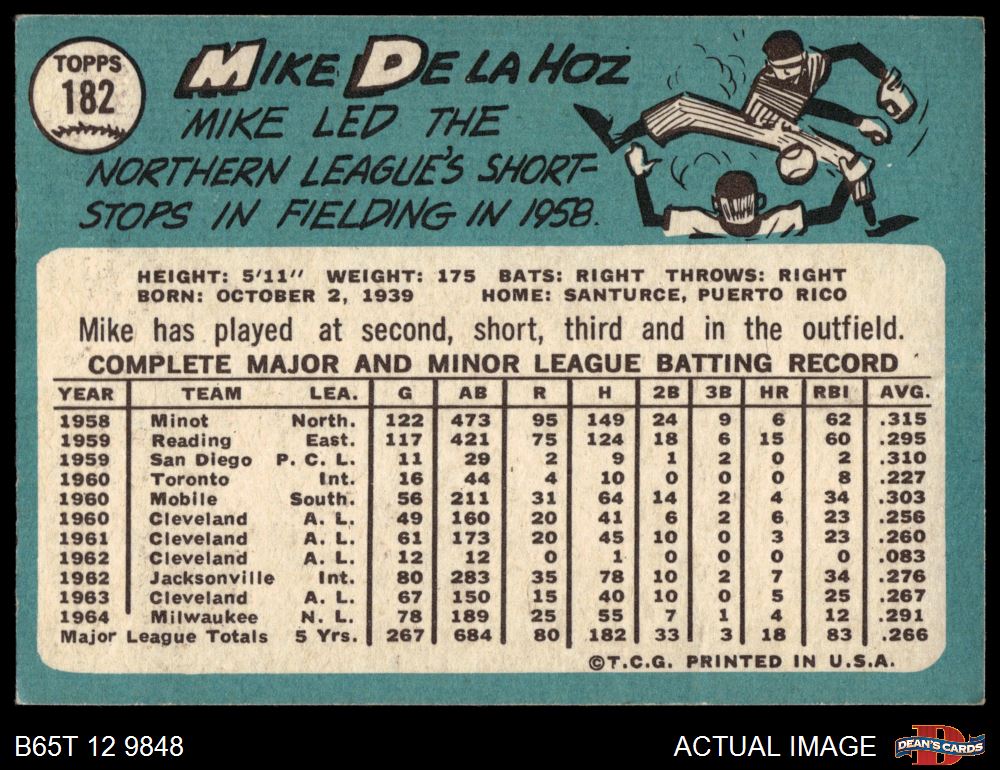 TOPPS
182
MIKE DE LA HOZ
MIKE LED THE
NORTHERN LEAGUE'S SHORT-
STOPS IN FIELDING IN 1958.
HEIGHT: 5'11" WEIGHT: 175 BATS: RIGHT THROWS: RIGHT
BORN: OCTOBER 2, 1939 HOME: SANTURCE, PUERTO RICO
Mike has played at second, short, third and in the outfield.
COMPLETE MAJOR AND MINOR LEAGUE BATTING RECORD
YEAR TEAM LEA. G AB R H 2B 3B HR RBI AVG.
1958 Minot North. 122 473 95 149 24 9 6 62 .315
1959 Reading East. 117 421 75 124 18 6 15 60 .295
1959 San Diego P. C. L. 11 29 2 9 1 2 0 2 .310
1960 Toronto Int. 16 44 4 10 0 0 0 8 .227
1960 Mobile South. 56 211 31 64 14 2 4 34 .303
1960 Cleveland A. L. 49 160 20 41 6 2 6 23 .256
1961 Cleveland A. L. 61 173 20 45 10 0 3 23 .260
1962 Cleveland A. L. 12 12 0 1 0 0 0 0 .083
1962 Jacksonville Int. 80 283 35 78 10 2 7 34 .276
1963 Cleveland A. L. 67 150 15 40 10 0 5 25 .267
1964 Milwaukee N. L. 78 189 25 55 7 1 4 12 .291
Major League Totals 5 Yrs. 267 684 80 182 33 3 18 83 .266
©T.C.G. PRINTED IN U.S.A.
B65T 12 9848 ACTUAL IMAGE
D
DEAN'S CARDS